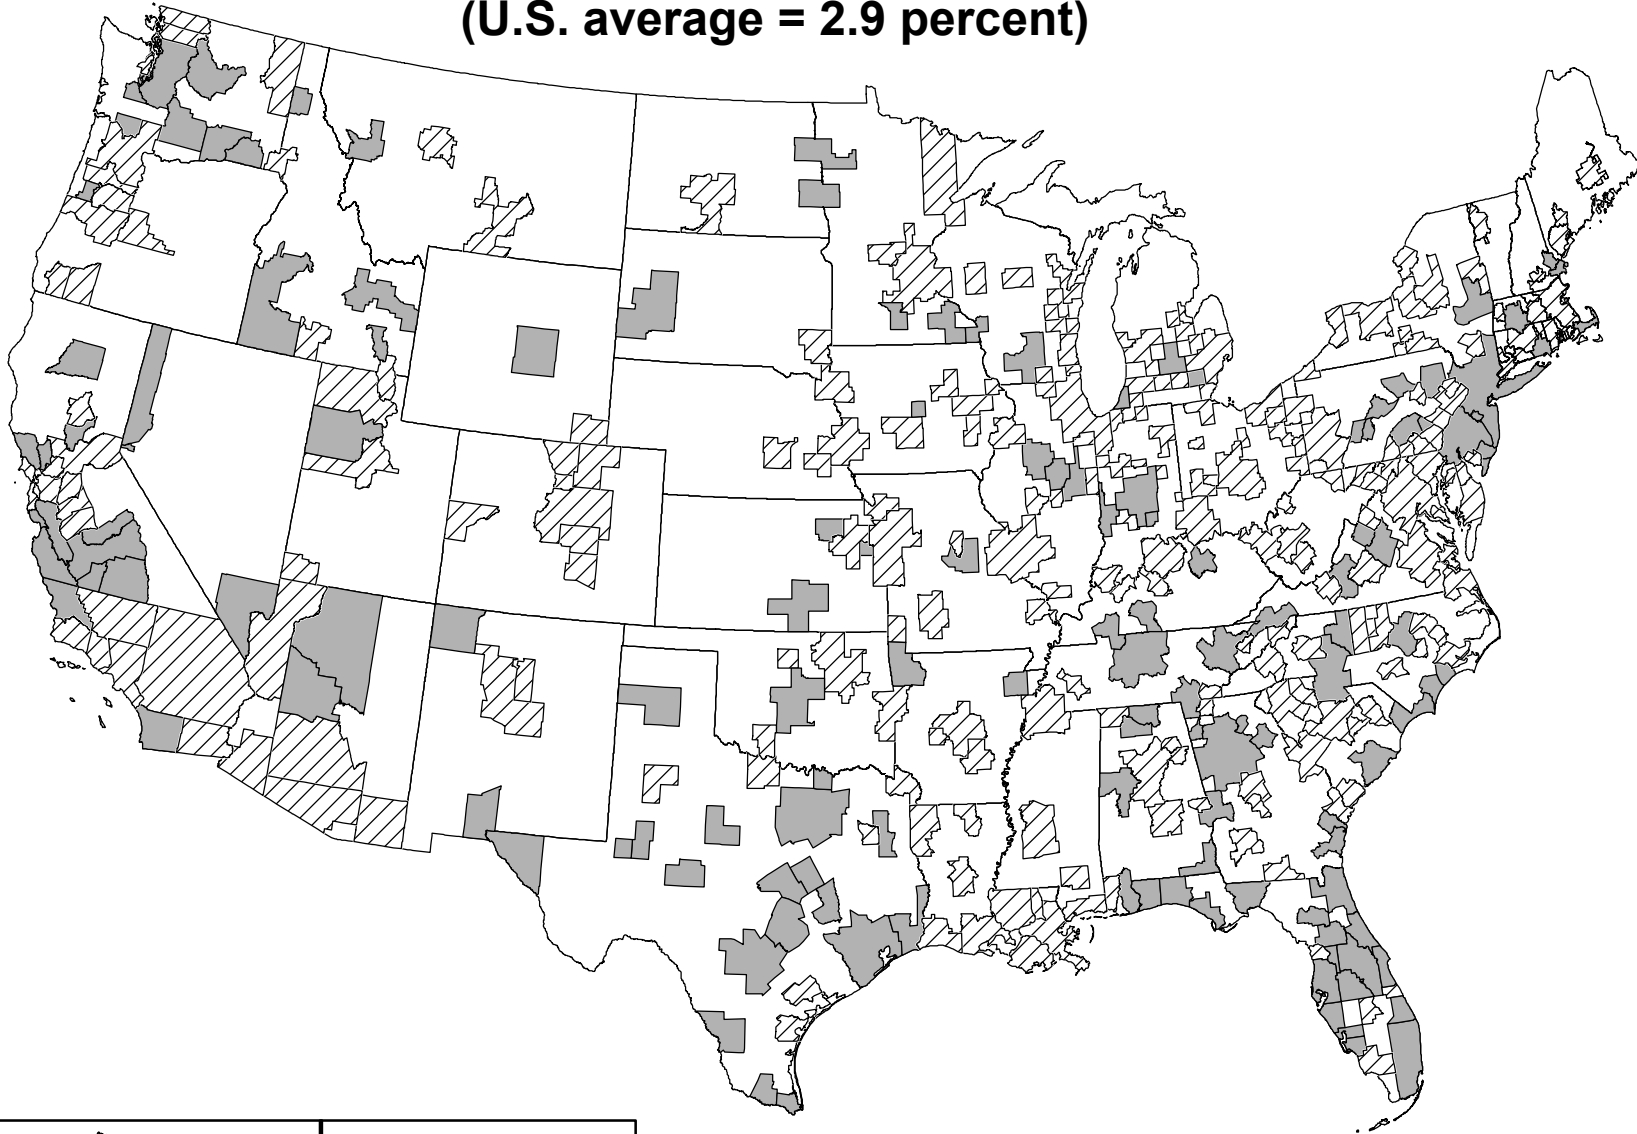 (U.S. average = 2.9 percent)